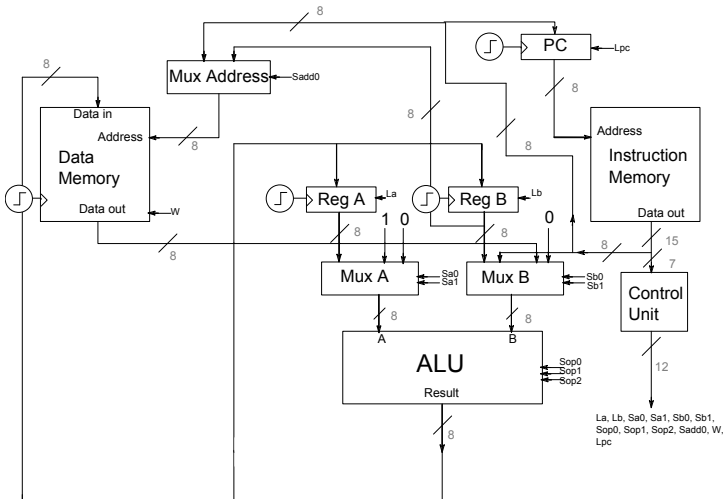 8
8
PC
Lpc
Mux Address
Sadd0
8
8
Data in
Address
Data
Memory
Data out
W
8
8
8
Address
Instruction
Memory
Data out
Reg A
La
Reg B
Lb
1 0
0
8
8
8
8
15
7
Mux A
Sa0
Sa1
Mux B
Sb0
Sb1
Control
Unit
8
8
A
B
ALU
Result
Sop0
Sop1
Sop2
12
8
La, Lb, Sa0, Sa1, Sb0, Sb1,
Sop0, Sop1, Sop2, Sadd0, W,
Lpc